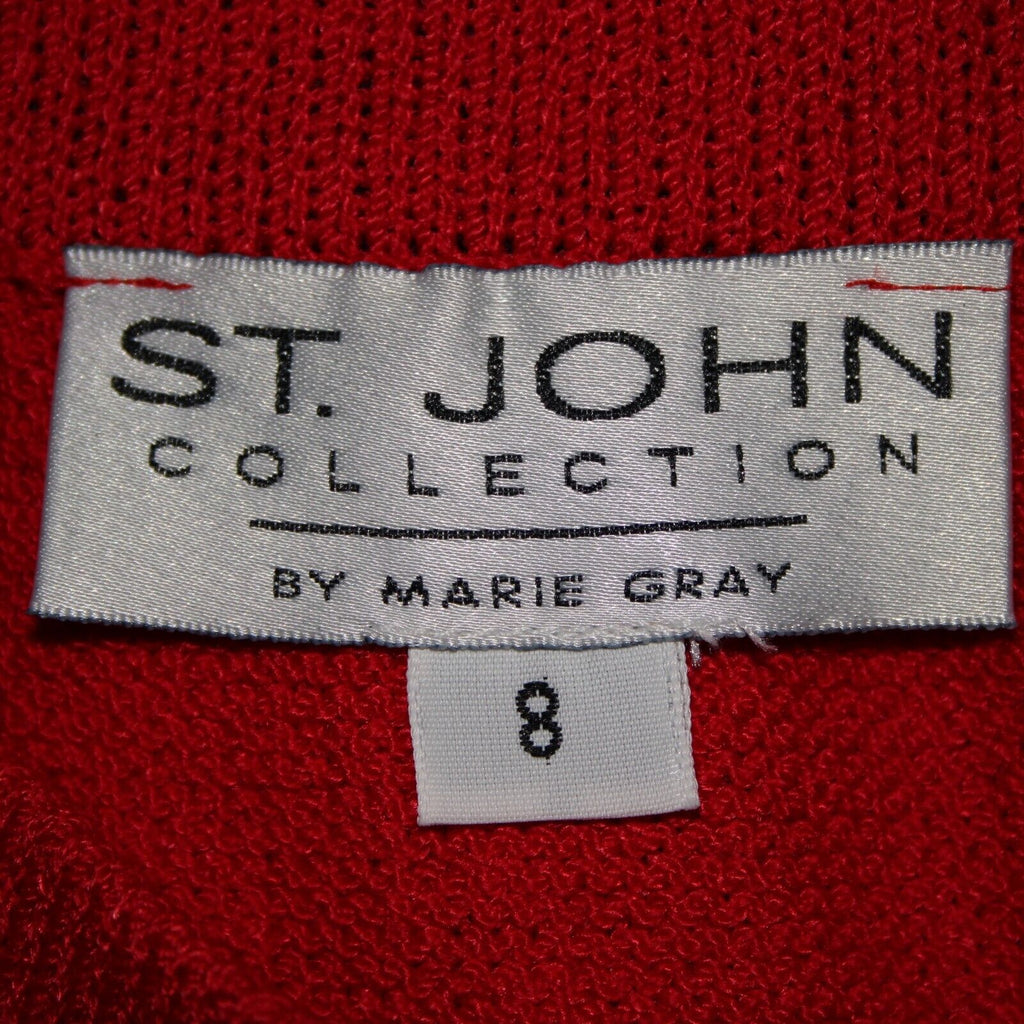 ST. JOHN
COLLECTION
BY MARIE GRAY
8